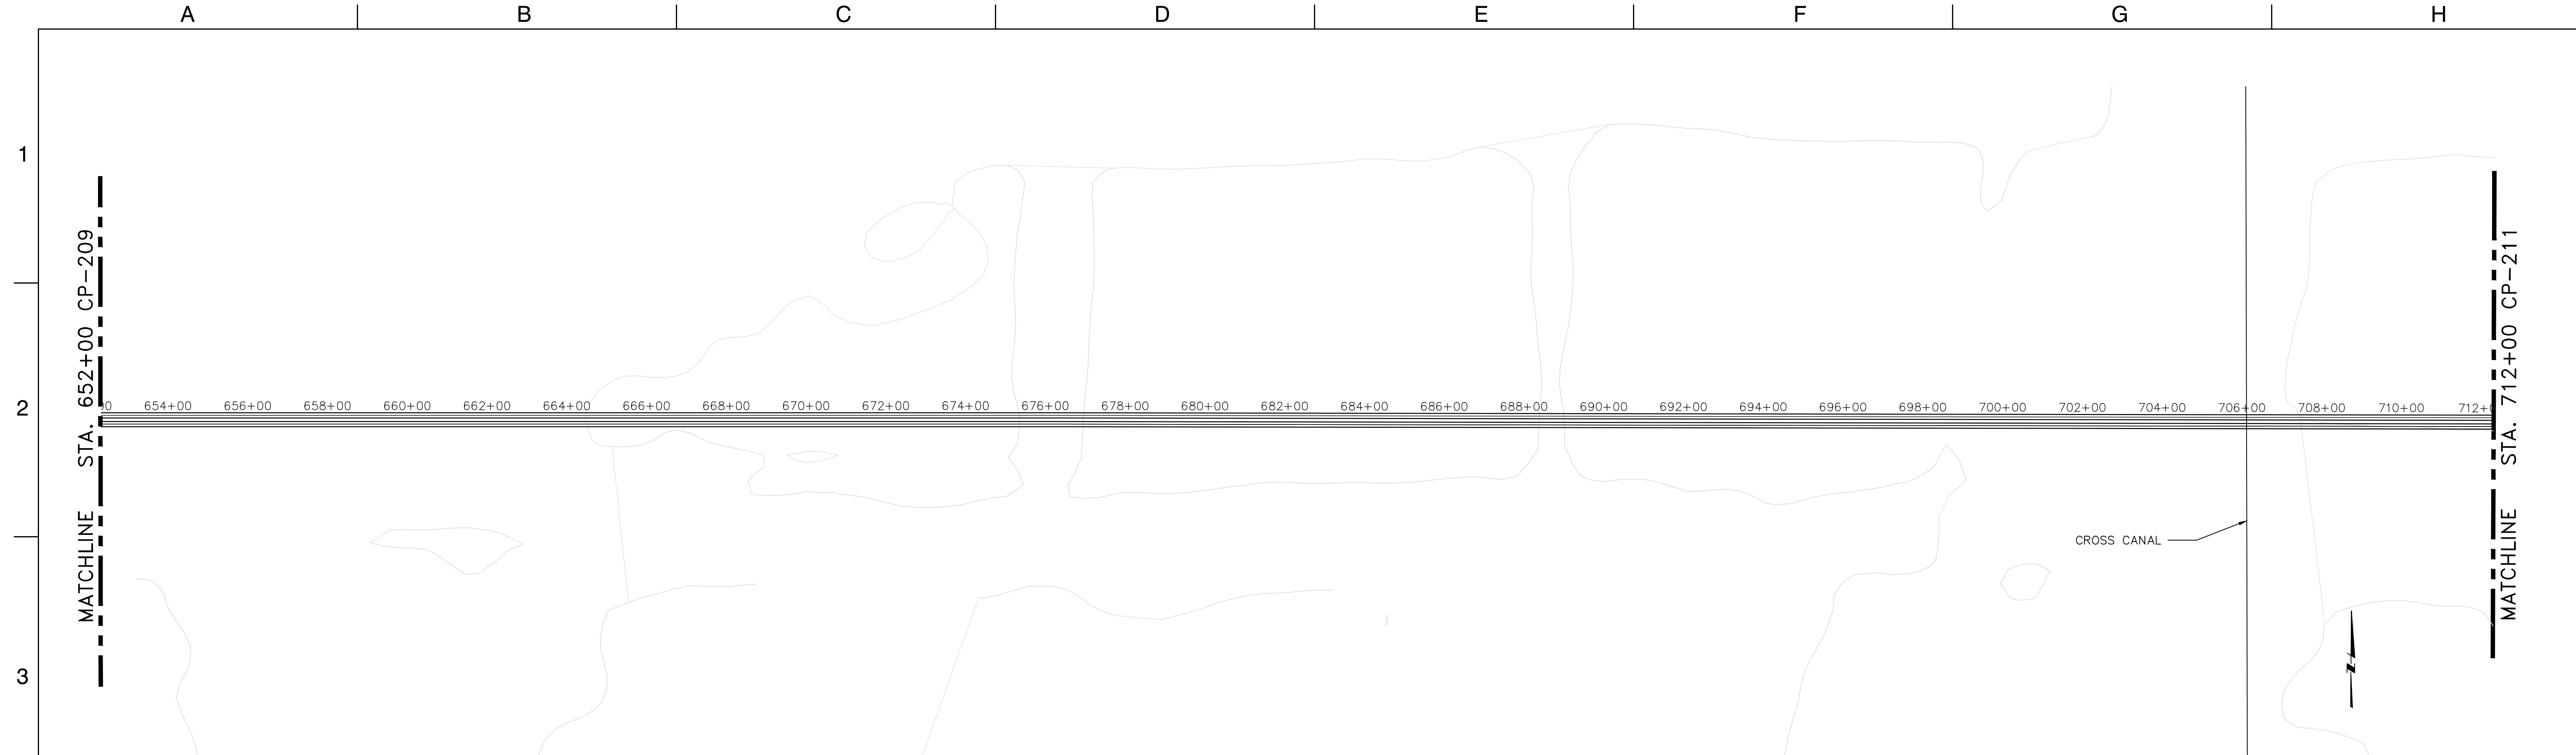 A B C D E F G H
1
2
3
MATCHLINE STA. 652+00 CP-209
654+00 656+00 658+00 660+00 662+00 664+00 666+00 668+00 670+00 672+00 674+00 676+00 678+00 680+00 682+00 684+00 686+00 688+00 690+00 692+00 694+00 696+00 698+00 700+00 702+00 704+00 706+00 708+00 710+00
CROSS CANAL
MATCHLINE STA. 712+00 CP-211